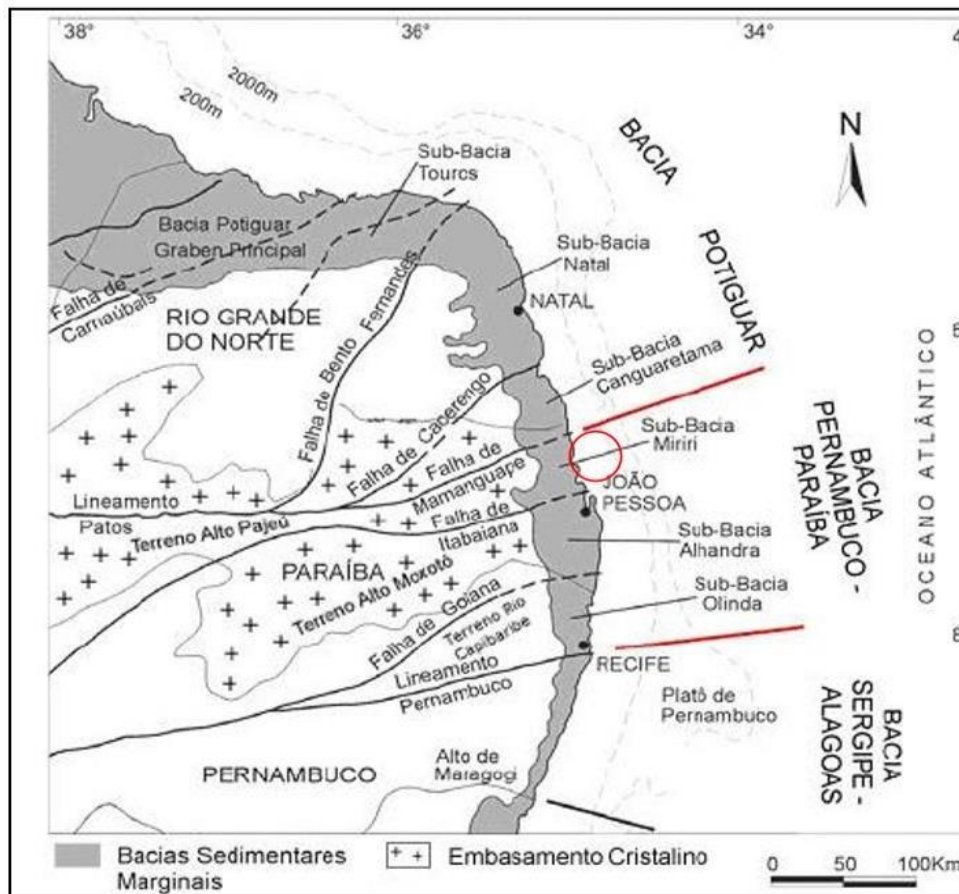 38°
36°
34°
4
2000m
200m
BACIA
POTIGUAR
N
Sub-Bacia
Touros
Bacia Potiguar
Graben Principal
Sub-Bacia
Natal
NATAL
Falha de
Carnaúbais
RIO GRANDE
DO NORTE
Falha de Bento Fernandes
Sub-Bacia
Canguaretama
Falha de Cacerengo
Falha de
Mamanguape
Sub-Bacia
Miriri
JOÃO
PESSOA
BACIA
PERNAMBUCO -
PARAÍBA
OCEANO ATLÂNTICO
Lineamento
Patos
Terreno Alto Pajeú
Falha de
Itabaiana
Sub-Bacia
Alhandra
PARAÍBA
Terreno Alto Moxotó
Falha de Goiana
Terreno Rio
Capibaribe
Sub-Bacia
Olinda
8
RECIFE
Lineamento
Pernambuco
Platô de
Pernambuco
BACIA
SERGIPE -
ALAGOAS
PERNAMBUCO
Alto de
Maragogi
Bacias Sedimentares
Marginais
Embasamento Cristalino
0 50 100Km